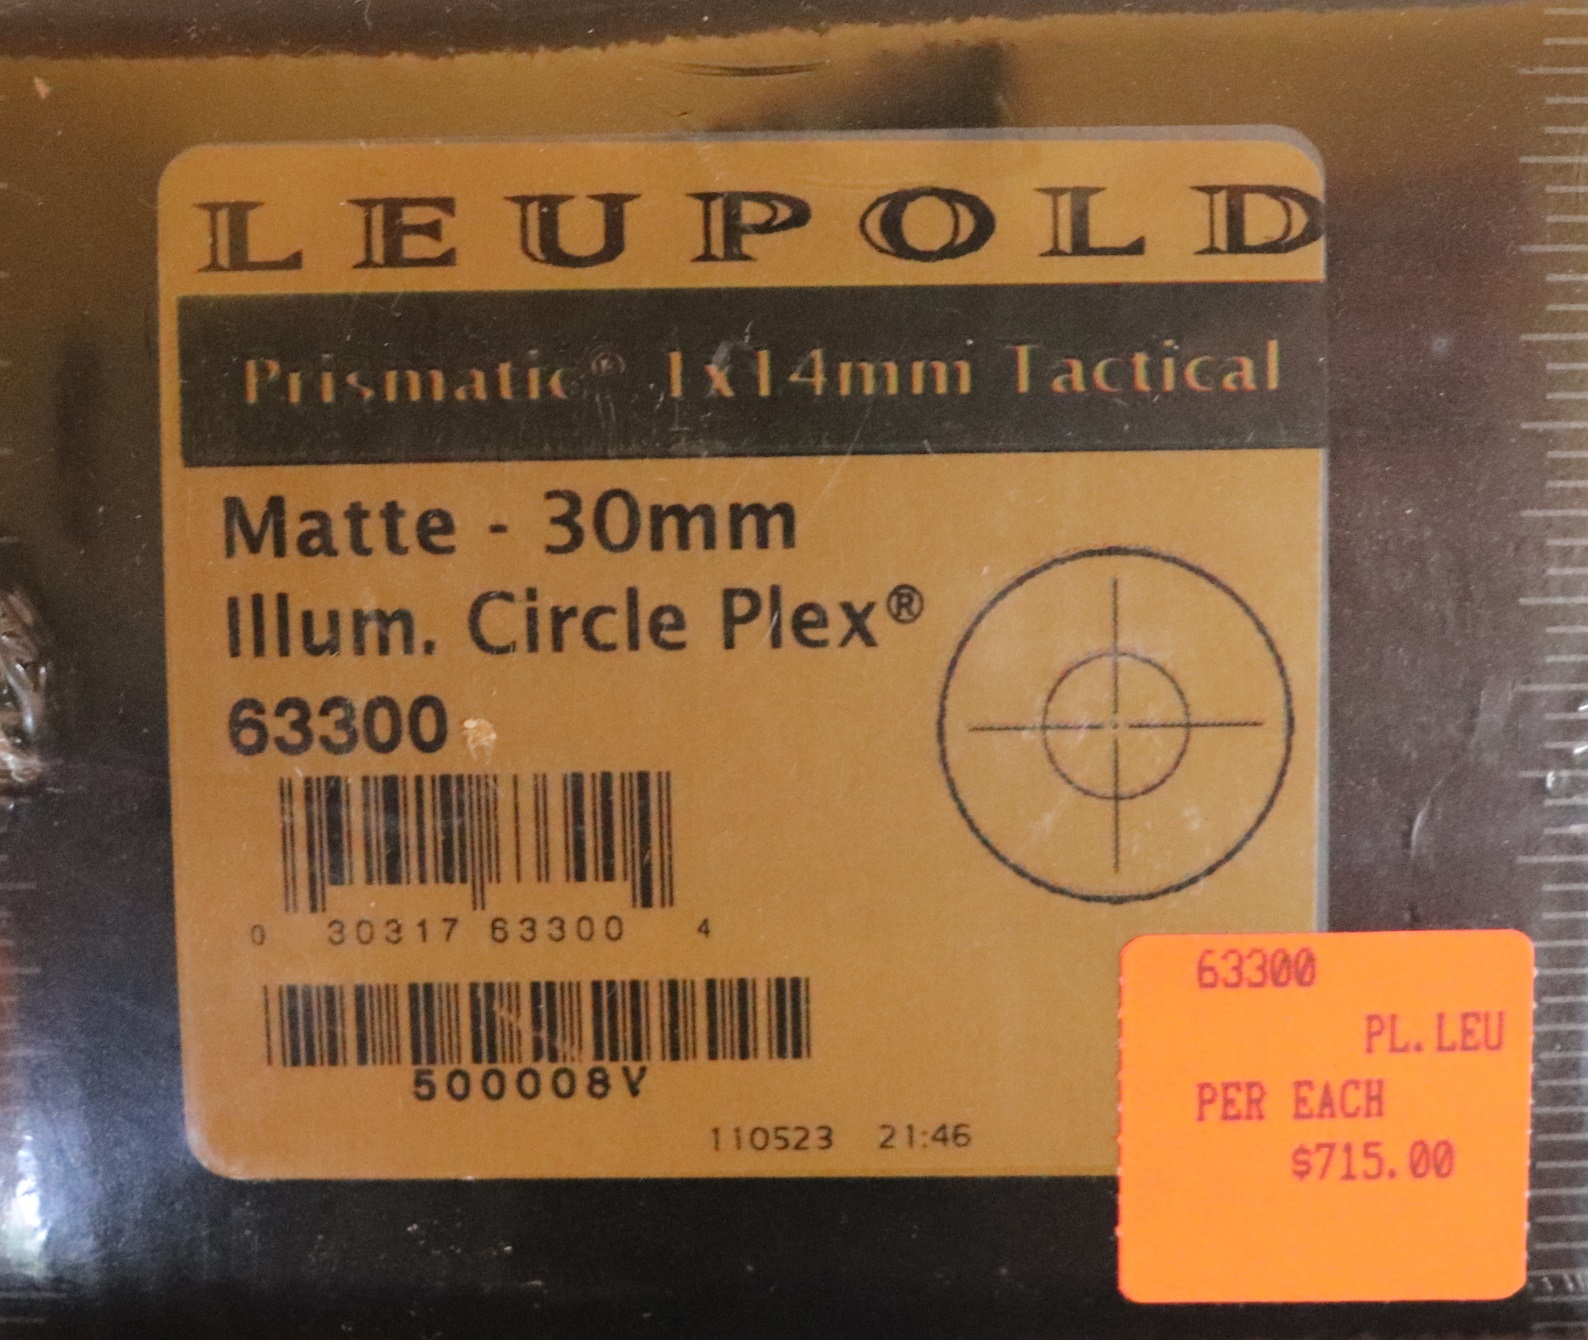 LEUPOLD
Prismatic® 1x14mm Tactical
Matte - 30mm
Illum. Circle Plex®
63300
0 30317 63300 4
500008V
110523 21:46
63300
PL. LEU
PER EACH
$715.00